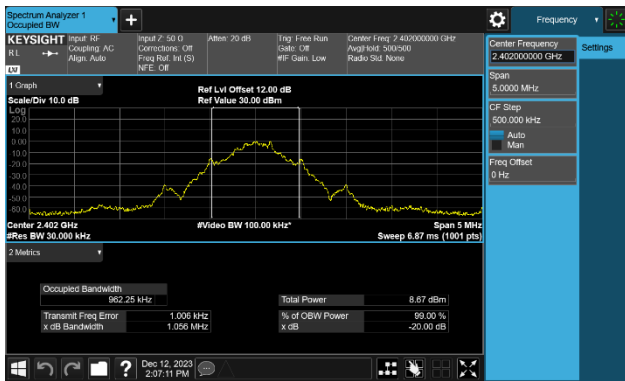 Spectrum Analyzer 1
Occupied BW
+
Frequency
KEYSIGHT
RL
Input: RF
Coupling: AC
Align: Auto
Input Z: 50 Ω
Corrections: Off
Freq Ref: Int (S)
NFE: Off
Atten: 20 dB
Trig: Free Run
Gate: Off
#IF Gain: Low
Center Freq: 2.402000000 GHz
Avg|Hold: 500/500
Radio Std: None
LXI
Center Frequency
2.402000000 GHz
Settings
Span
5.0000 MHz
CF Step
500.000 kHz
Auto
Man
Freq Offset
0 Hz
1 Graph
Scale/Div 10.0 dB
Ref Lvl Offset 12.00 dB
Ref Value 30.00 dBm
Log
20.0
10.0
0.00
-10.0
-20.0
-30.0
-40.0
-50.0
-60.0
Center 2.402 GHz
#Video BW 100.00 kHz*
Span 5 MHz
#Res BW 30.000 kHz
Sweep 6.87 ms (1001 pts)
2 Metrics
Occupied Bandwidth
962.25 kHz
Total Power
8.67 dBm
Transmit Freq Error
1.006 kHz
% of OBW Power
99.00 %
x dB Bandwidth
1.056 MHz
x dB
-20.00 dB
?
Dec 12, 2023
2:07:11 PM